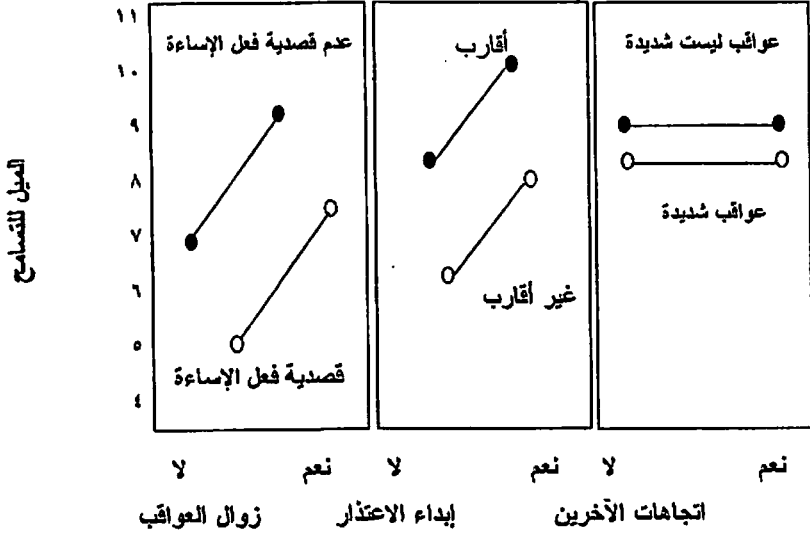 الميل للتسامح
١١
١٠
٩
٨
٧
٦
٥
٤
عدم قصدية فعل الإساءة
قصدية فعل الإساءة
أقارب
غير أقارب
عواقب ليست شديدة
عواقب شديدة
لا نعم لا نعم لا نعم
زوال العواقب إبداء الاعتذار اتجاهات الآخرين